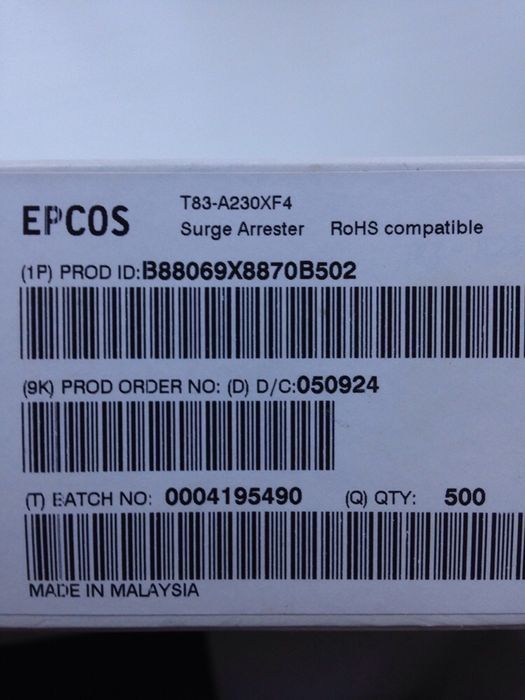 EPCOS
T83-A230XF4
Surge Arrester RoHS compatible
(1P) PROD ID:B88069X8870B502
(9K) PROD ORDER NO: (D) D/C:050924
(T) BATCH NO: 0004195490 (Q) QTY: 500
MADE IN MALAYSIA